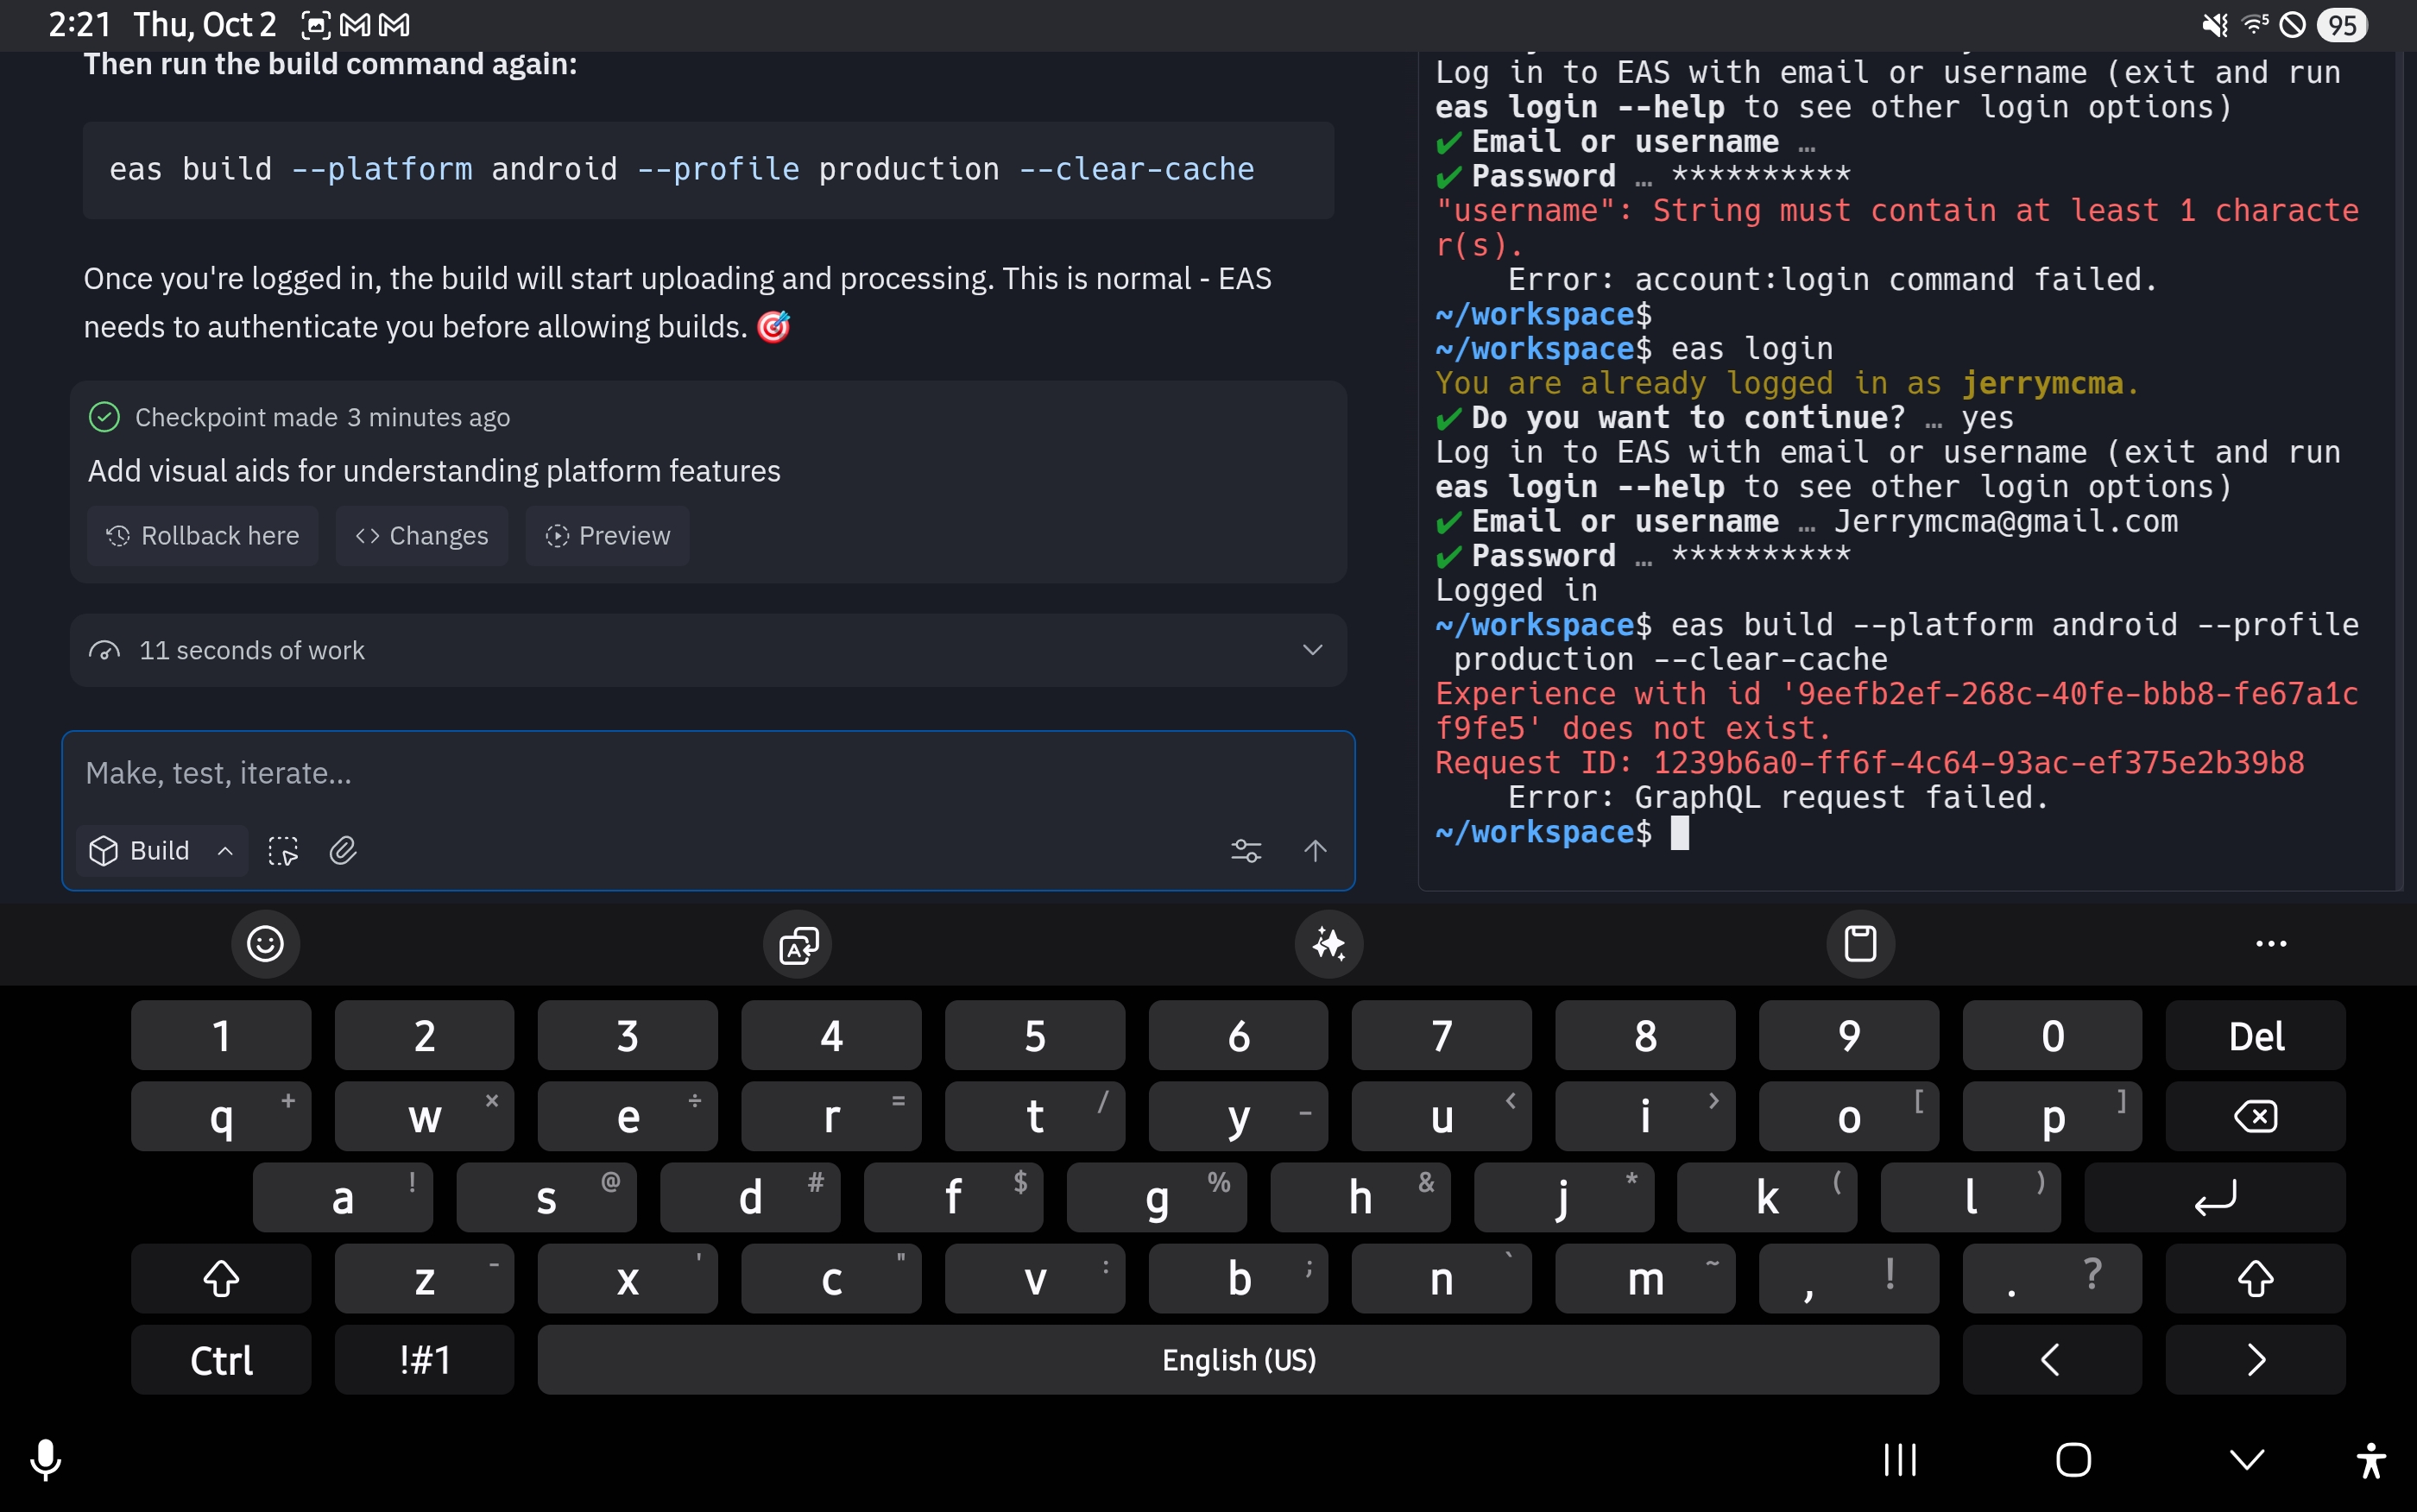 2:21 Thu, Oct 2
95
Then run the build command again:
eas build --platform android --profile production --clear-cache
Once you're logged in, the build will start uploading and processing. This is normal - EAS
needs to authenticate you before allowing builds. 🎯
Checkpoint made 3 minutes ago
Add visual aids for understanding platform features
Rollback here
Changes
Preview
11 seconds of work
Make, test, iterate...
Build
Log in to EAS with email or username (exit and run
eas login --help to see other login options)
✔ Email or username …
✔ Password … **********
"username": String must contain at least 1 characte
r(s).
Error: account:login command failed.
~/workspace$
~/workspace$ eas login
You are already logged in as jerrymcma.
✔ Do you want to continue? … yes
Log in to EAS with email or username (exit and run
eas login --help to see other login options)
✔ Email or username … Jerrymcma@gmail.com
✔ Password … **********
Logged in
~/workspace$ eas build --platform android --profile
production --clear-cache
Experience with id '9eefb2ef-268c-40fe-bbb8-fe67a1c
f9fe5' does not exist.
Request ID: 1239b6a0-ff6f-4c64-93ac-ef375e2b39b8
Error: GraphQL request failed.
~/workspace$
1 2 3 4 5 6 7 8 9 0 Del
q + w × e ÷ r = t / y _ u < i > o [ p ]
a ! s @ d # f $ g % h & j * k ( l )
z - x ' c " v : b ; n ` m ~ , ! . ?
Ctrl !#1 English (US) < >